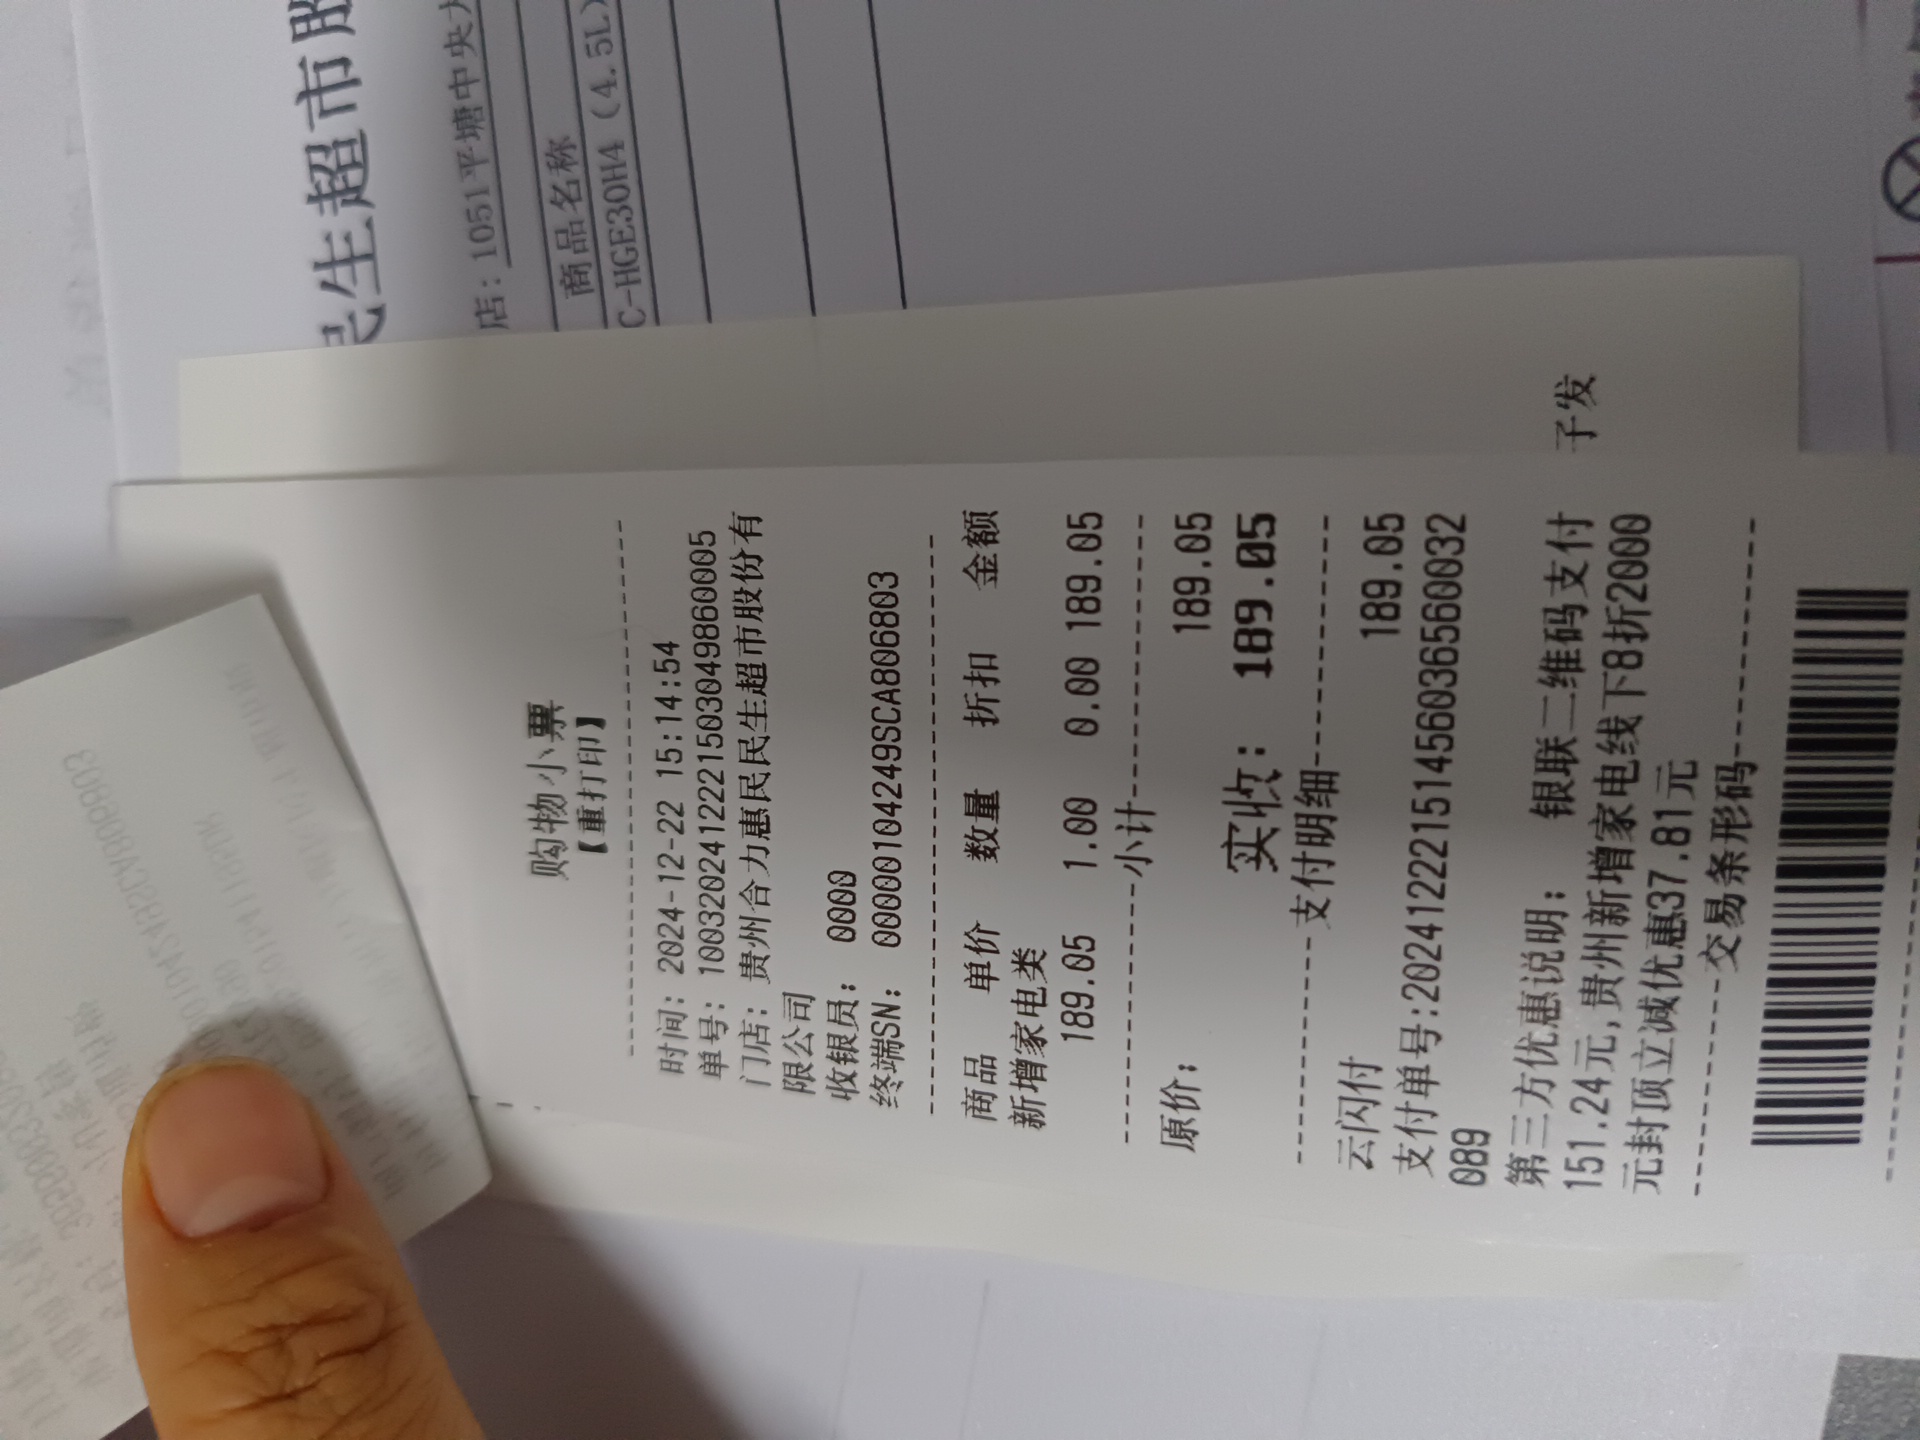 民生超市股
店: 1051平塘中央大
商品名称
C-HGE30H4 (4.5L)
购物小票
【重打印】
时间: 2024-12-22 15:14:54
单号: 10032024122215030498600​05
门店: 贵州合力惠民民生超市股份有
限公司
收银员: 0000
终端SN: 00000104249SCA806803
商品 单价 数量 折扣 金额
新增家电类
189.05 1.00 0.00 189.05
小计
原价: 189.05
实收: 189.05
支付明细
云闪付 189.05
支付单号:20241222151456036560032
089
第三方优惠说明: 银联二维码支付
151.24元,贵州新增家电线下8折2000
元封顶立减优惠37.81元
交易条形码
子发